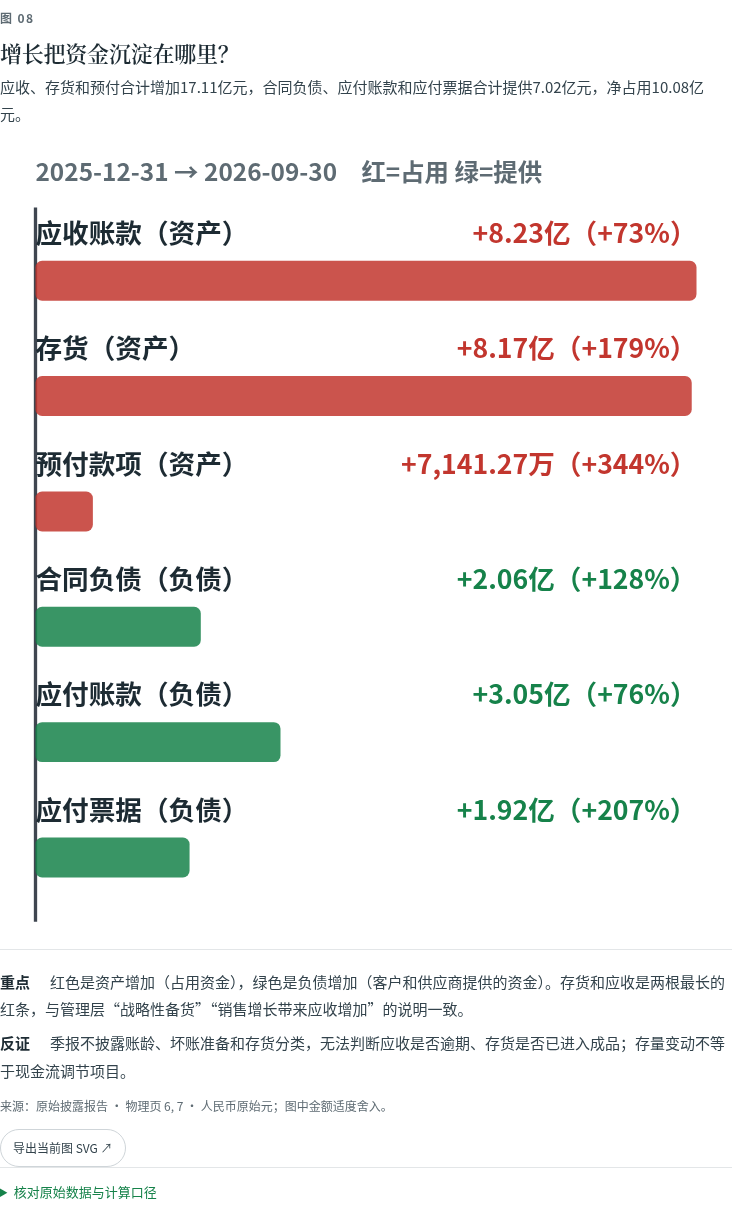 图 08
增长把资金沉淀在哪里？
应收、存货和预付合计增加17.11亿元，合同负债、应付账款和应付票据合计提供7.02亿元，净占用10.08亿
元。
2025-12-31 → 2026-09-30 红=占用 绿=提供
应收账款（资产） +8.23亿（+73%）
存货（资产） +8.17亿（+179%）
预付款项（资产） +7,141.27万（+344%）
合同负债（负债） +2.06亿（+128%）
应付账款（负债） +3.05亿（+76%）
应付票据（负债） +1.92亿（+207%）
重点 红色是资产增加（占用资金），绿色是负债增加（客户和供应商提供的资金）。存货和应收是两根最长的
红条，与管理层“战略性备货”“销售增长带来应收增加”的说明一致。
反证 季报不披露账龄、坏账准备和存货分类，无法判断应收是否逾期、存货是否已进入成品；存量变动不等
于现金流调节项目。
来源：原始披露报告 · 物理页 6, 7 · 人民币原始元；图中金额适度舍入。
导出当前图 SVG ↗
▶ 核对原始数据与计算口径